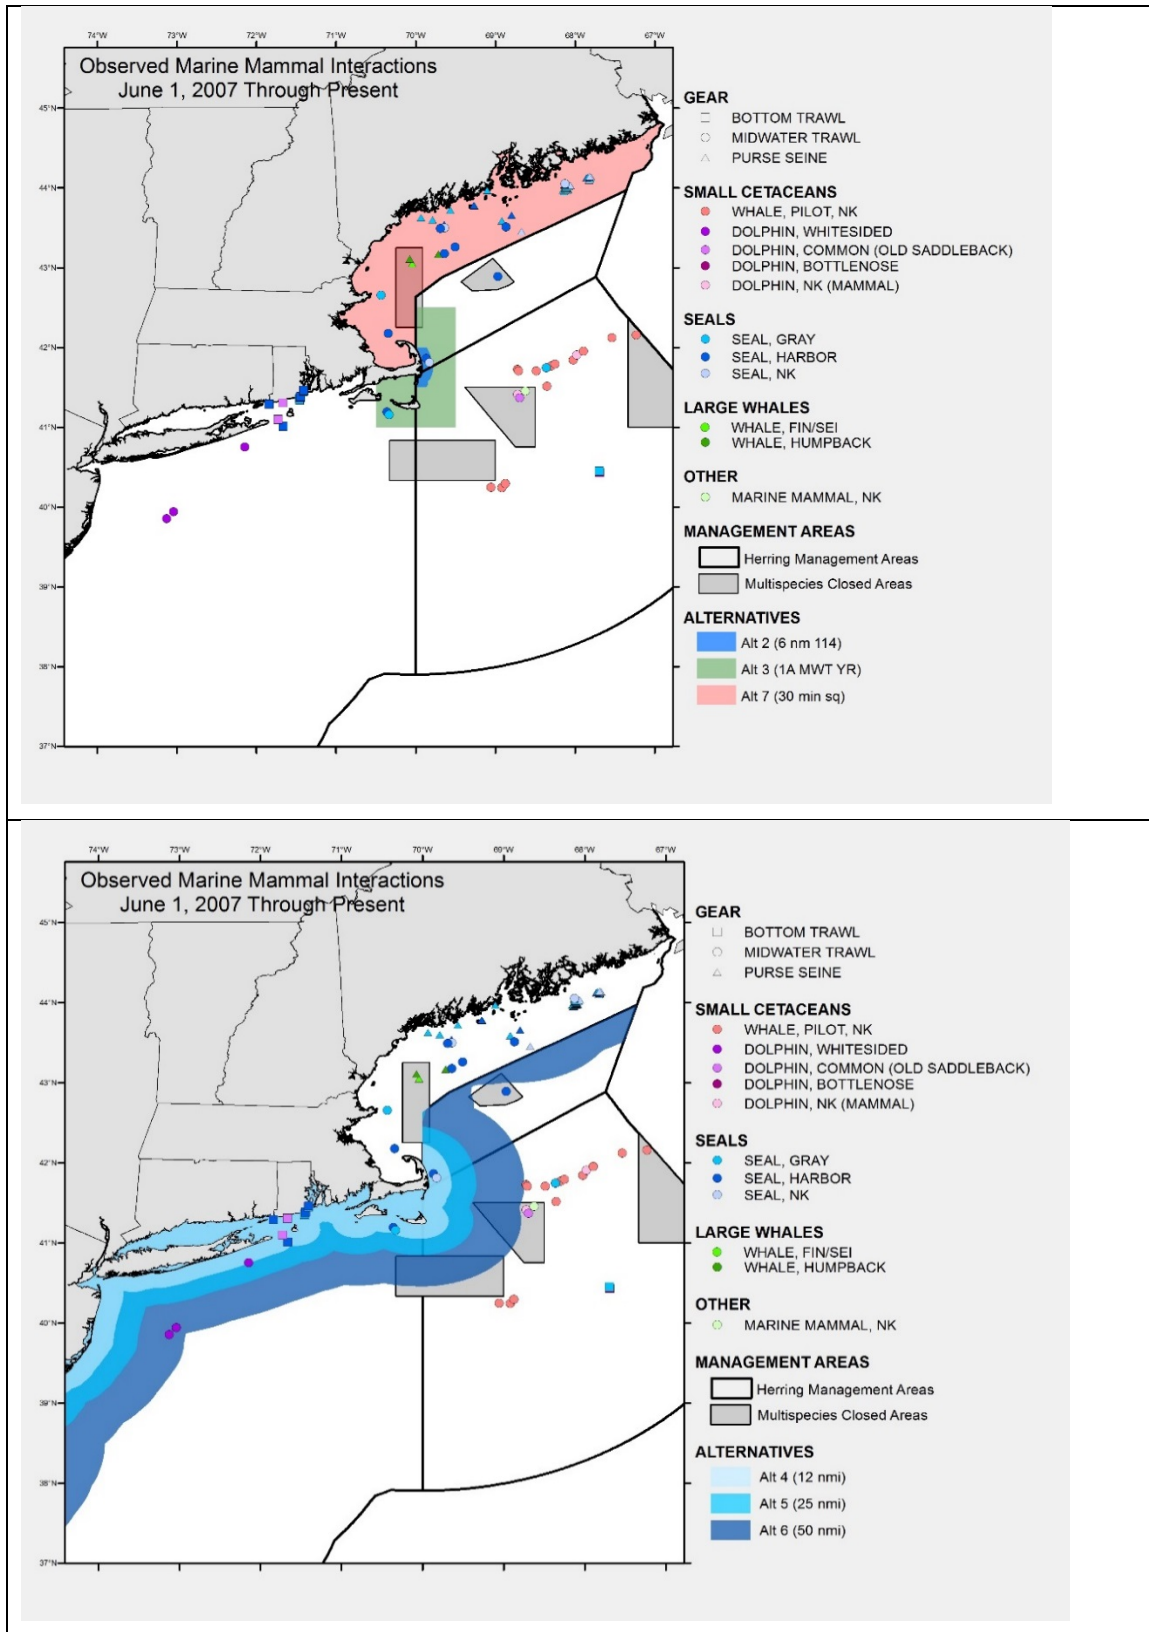 74°W 73°W 72°W 71°W 70°W 69°W 68°W 67°W
Observed Marine Mammal Interactions
June 1, 2007 Through Present
45°N
44°N
43°N
42°N
41°N
40°N
39°N
38°N
37°N
GEAR
BOTTOM TRAWL
MIDWATER TRAWL
PURSE SEINE
SMALL CETACEANS
WHALE, PILOT, NK
DOLPHIN, WHITESIDED
DOLPHIN, COMMON (OLD SADDLEBACK)
DOLPHIN, BOTTLENOSE
DOLPHIN, NK (MAMMAL)
SEALS
SEAL, GRAY
SEAL, HARBOR
SEAL, NK
LARGE WHALES
WHALE, FIN/SEI
WHALE, HUMPBACK
OTHER
MARINE MAMMAL, NK
MANAGEMENT AREAS
Herring Management Areas
Multispecies Closed Areas
ALTERNATIVES
Alt 2 (6 nm 114)
Alt 3 (1A MWT YR)
Alt 7 (30 min sq)
74°W 73°W 72°W 71°W 70°W 69°W 68°W 67°W
Observed Marine Mammal Interactions
June 1, 2007 Through Present
45°N
44°N
43°N
42°N
41°N
40°N
39°N
38°N
37°N
GEAR
BOTTOM TRAWL
MIDWATER TRAWL
PURSE SEINE
SMALL CETACEANS
WHALE, PILOT, NK
DOLPHIN, WHITESIDED
DOLPHIN, COMMON (OLD SADDLEBACK)
DOLPHIN, BOTTLENOSE
DOLPHIN, NK (MAMMAL)
SEALS
SEAL, GRAY
SEAL, HARBOR
SEAL, NK
LARGE WHALES
WHALE, FIN/SEI
WHALE, HUMPBACK
OTHER
MARINE MAMMAL, NK
MANAGEMENT AREAS
Herring Management Areas
Multispecies Closed Areas
ALTERNATIVES
Alt 4 (12 nmi)
Alt 5 (25 nmi)
Alt 6 (50 nmi)